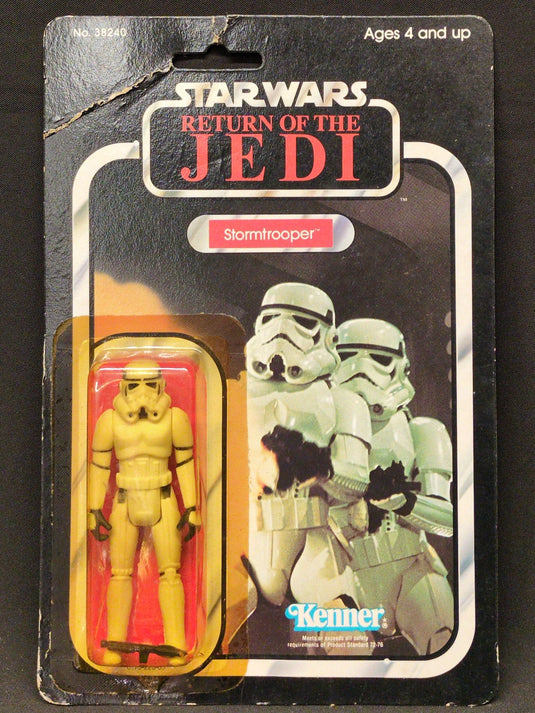 No. 38240
Ages 4 and up
STAR WARS
RETURN OF THE
JEDI
TM
Stormtrooper™
Kenner®
Meets or exceeds all safety
requirements of Product Standard 72-76